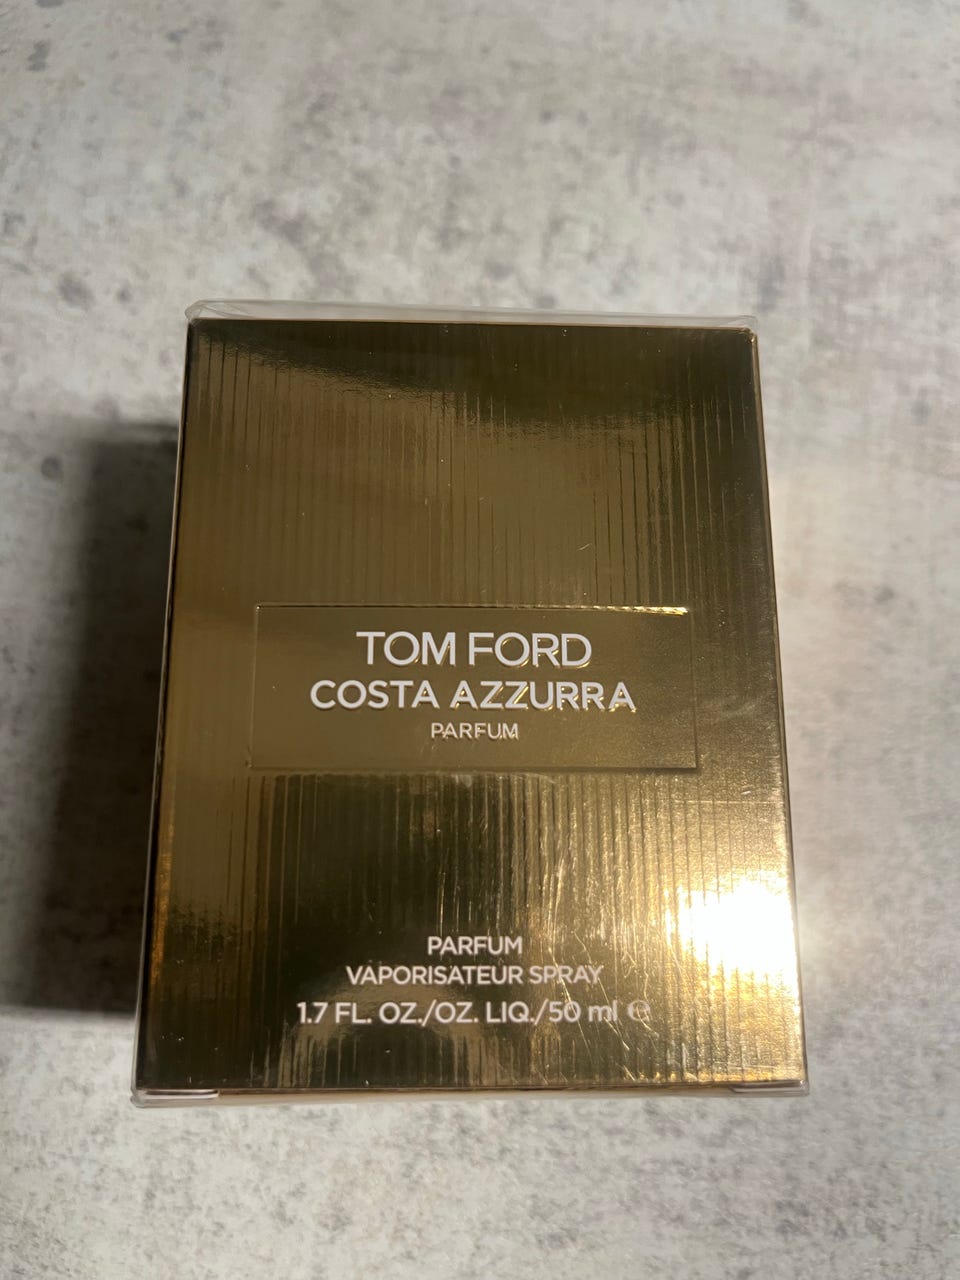 TOM FORD
COSTA AZZURRA
PARFUM
PARFUM
VAPORISATEUR SPRAY
1.7 FL. OZ./OZ. LIQ./50 ml ℮